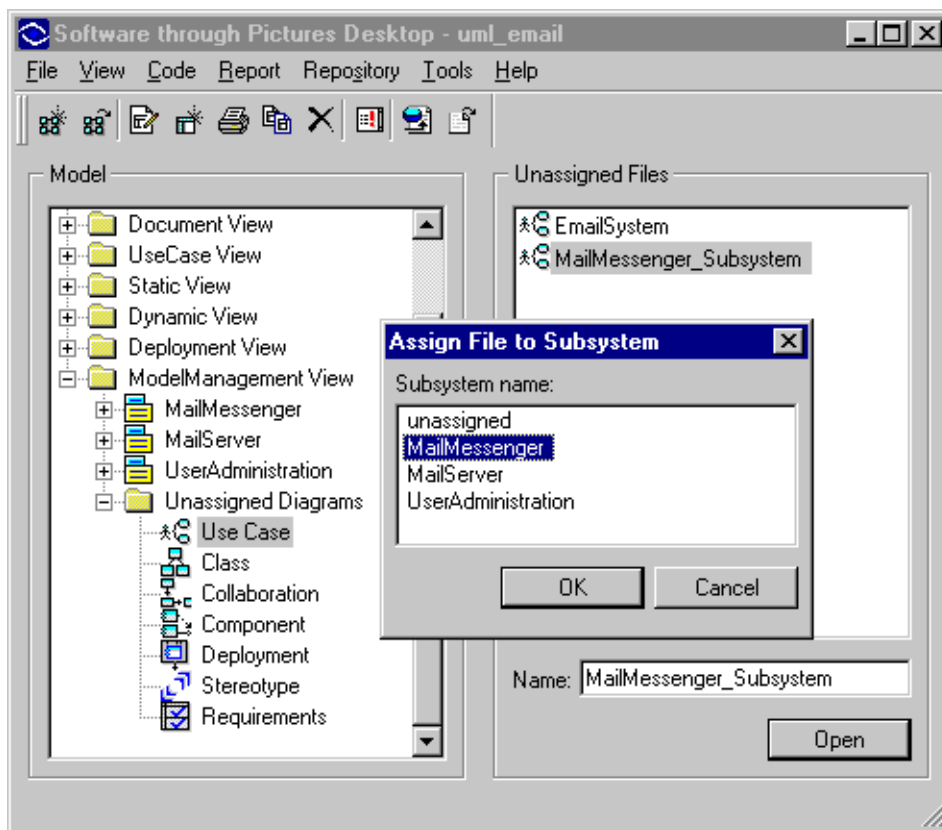 Software through Pictures Desktop - uml_email
File View Code Report Repository Tools Help
Model
Document View
UseCase View
Static View
Dynamic View
Deployment View
ModelManagement View
MailMessenger
MailServer
UserAdministration
Unassigned Diagrams
Use Case
Class
Collaboration
Component
Deployment
Stereotype
Requirements
Unassigned Files
EmailSystem
MailMessenger_Subsystem
Assign File to Subsystem
Subsystem name:
unassigned
MailMessenger
MailServer
UserAdministration
OK Cancel
Name: MailMessenger_Subsystem
Open